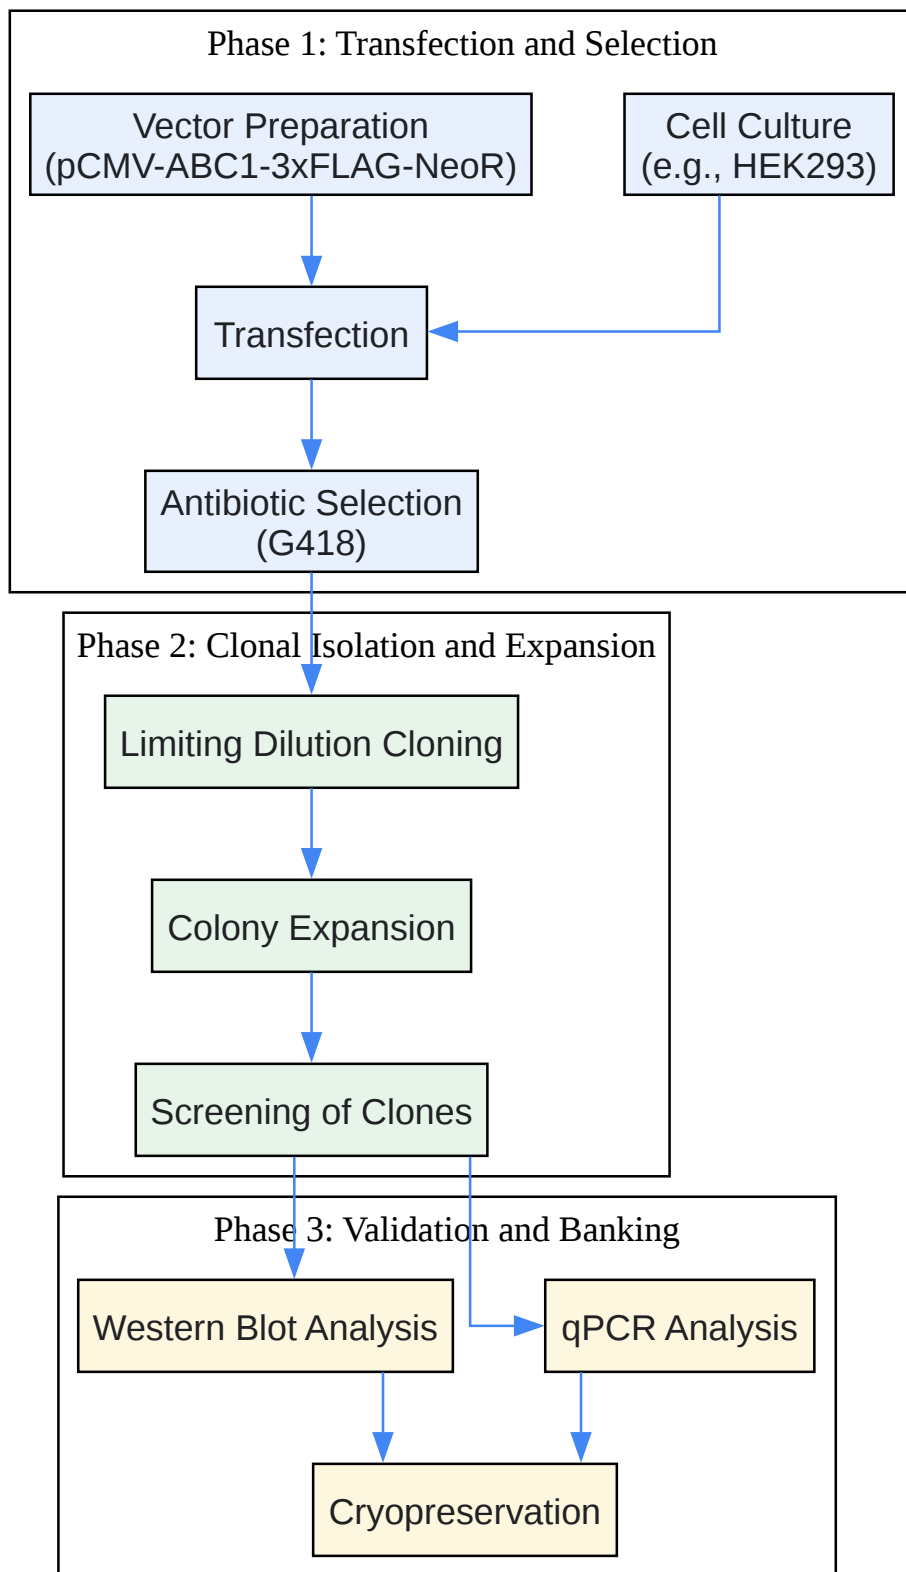 Phase 1: Transfection and Selection
Vector Preparation
(pCMV-ABC1-3xFLAG-NeoR)
Cell Culture
(e.g., HEK293)
Transfection
Antibiotic Selection
(G418)
Phase 2: Clonal Isolation and Expansion
Limiting Dilution Cloning
Colony Expansion
Screening of Clones
Phase 3: Validation and Banking
Western Blot Analysis
qPCR Analysis
Cryopreservation